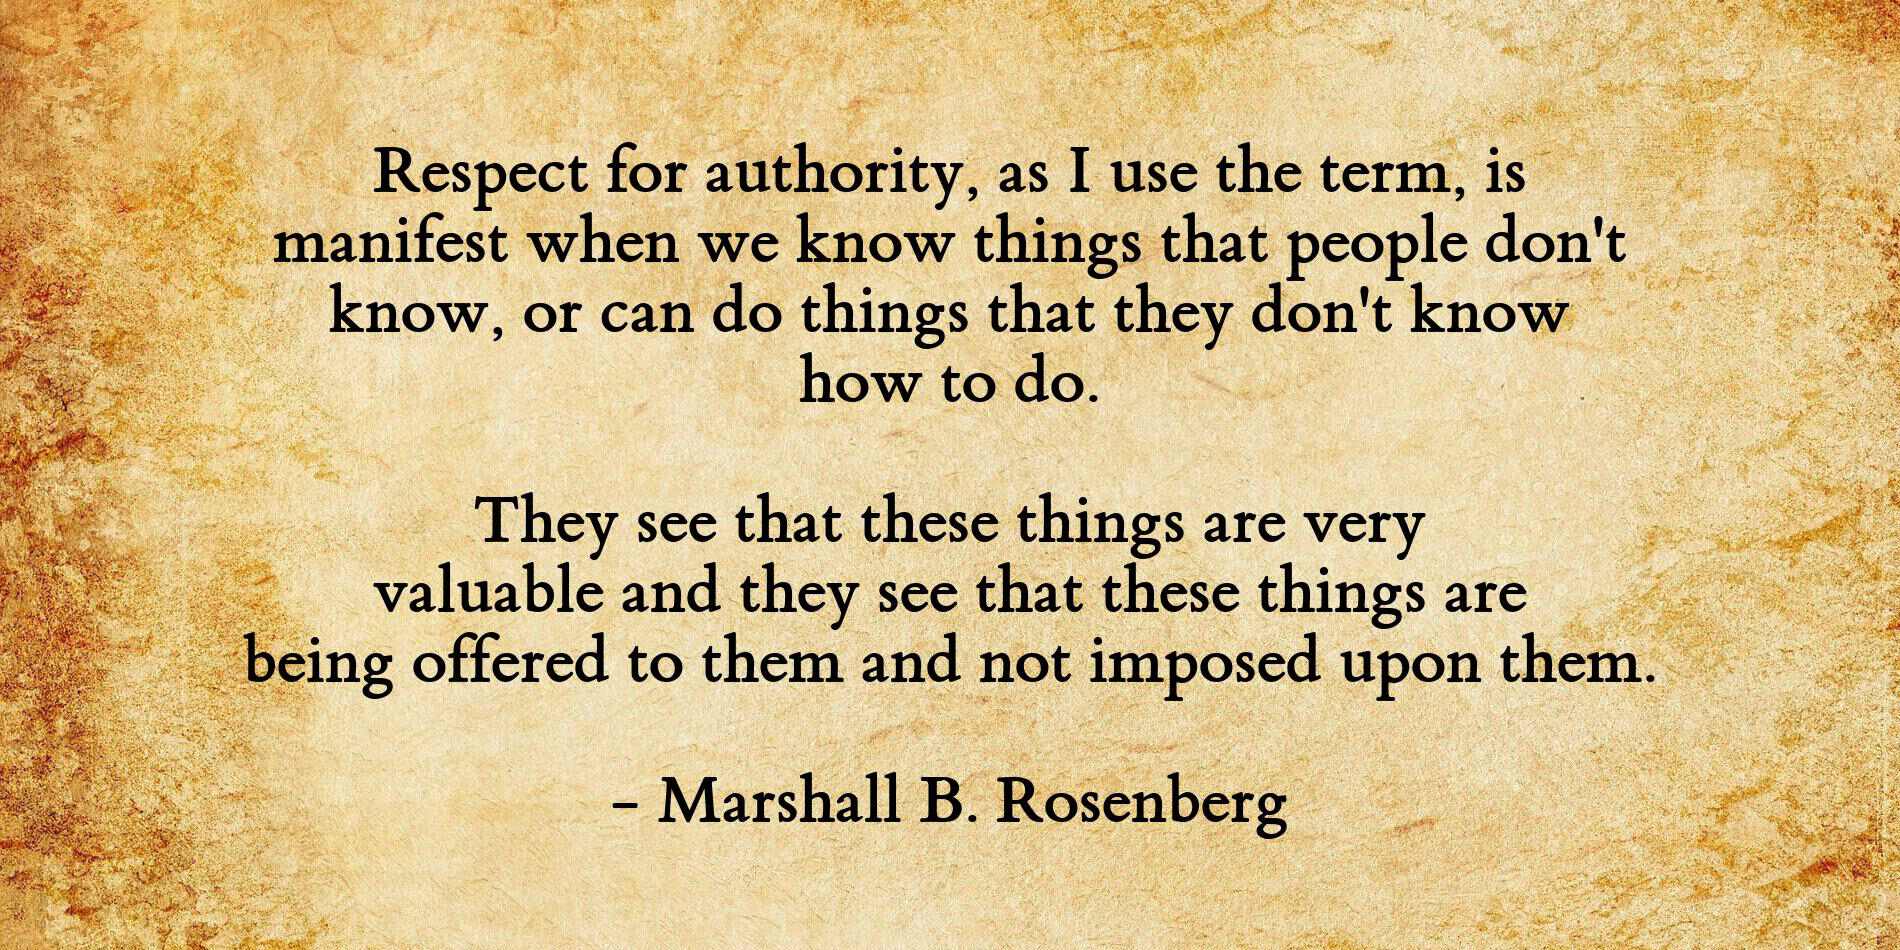 Respect for authority, as I use the term, is
manifest when we know things that people don't
know, or can do things that they don't know
how to do.
They see that these things are very
valuable and they see that these things are
being offered to them and not imposed upon them.
- Marshall B. Rosenberg